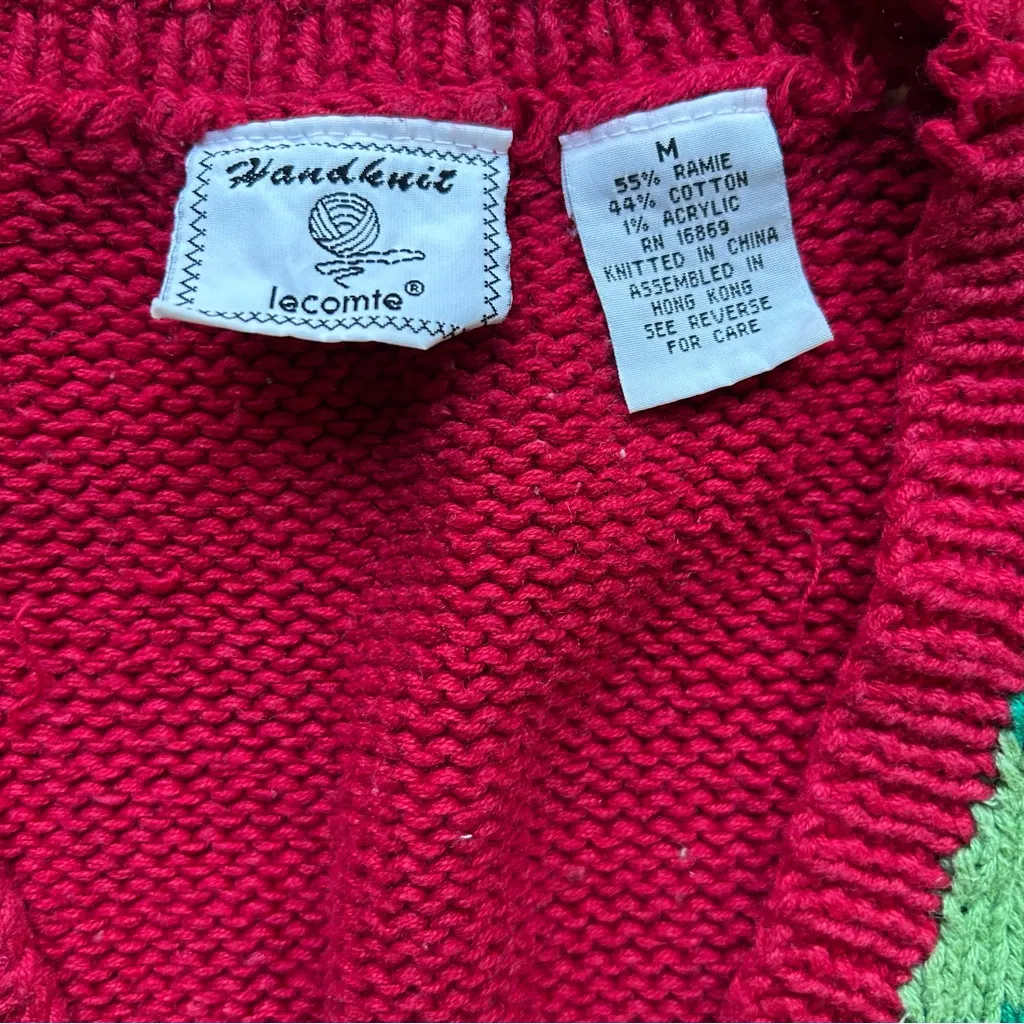 Handknit
lecomte®
M
55% RAMIE
44% COTTON
1% ACRYLIC
RN 16869
KNITTED IN CHINA
ASSEMBLED IN
HONG KONG
SEE REVERSE
FOR CARE